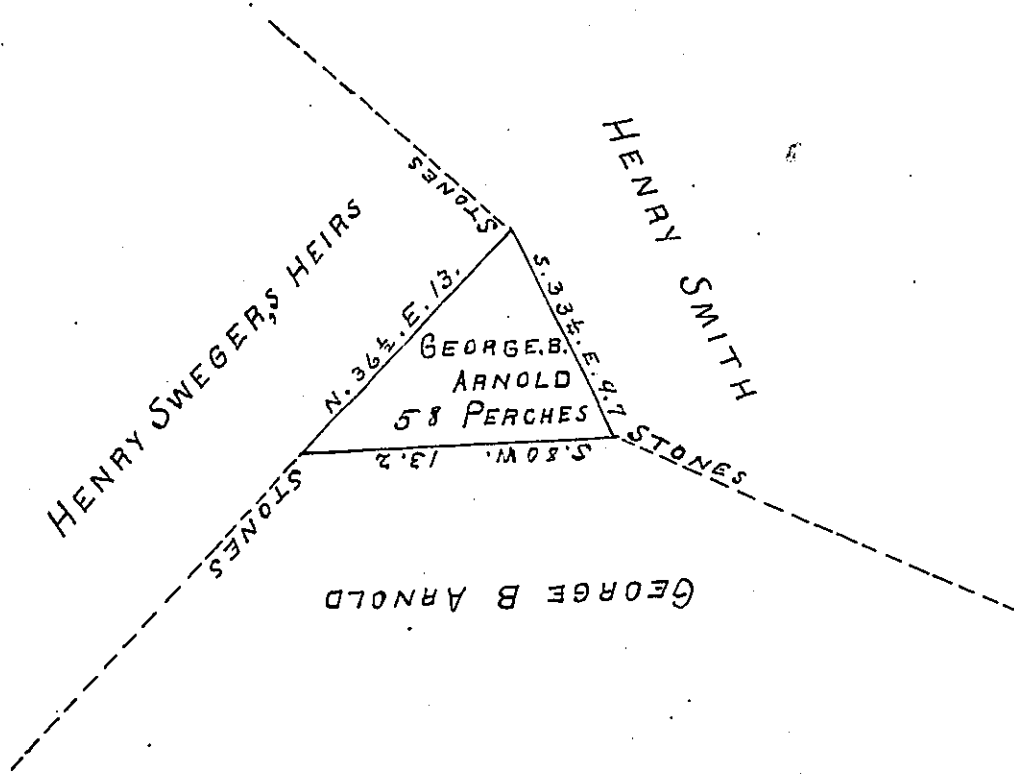 STONES
HENRY SMITH
HENRY SWEGER,S HEIRS
N. 36½. E. 13.
S. 33½. E. 9.7
GEORGE. B.
ARNOLD
58 PERCHES
S. 80 W. 13.2
STONES
STONES
GEORGE B ARNOLD